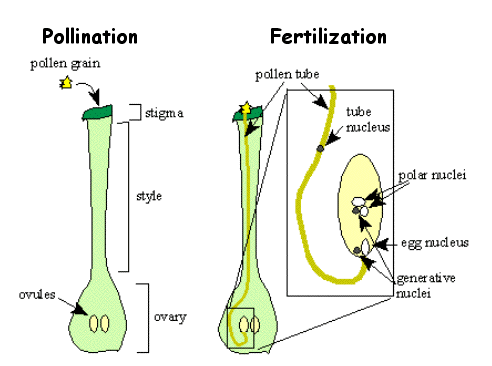 Pollination
pollen grain
stigma
style
ovules
ovary
Fertilization
pollen tube
tube
nucleus
polar nuclei
egg nucleus
generative
nuclei